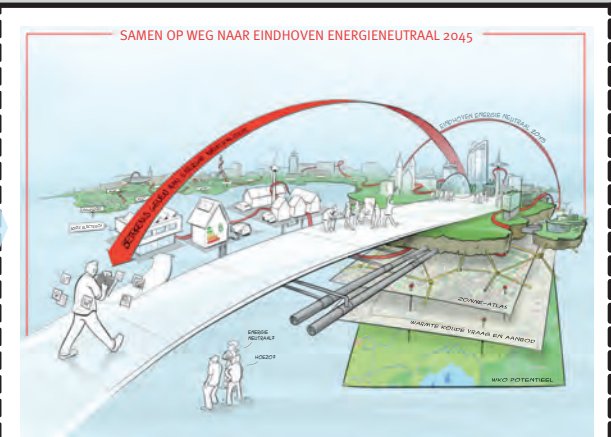 SAMEN OP WEG NAAR EINDHOVEN ENERGIENEUTRAAL 2045
EINDHOVEN ENERGIE NEUTRAAL 2045
ZONNE-ATLAS
WARMTE KOUDE VRAAG EN AANBOD
WKO POTENTIEEL
ENERGIE
NEUTRAAL?
HOEZO?